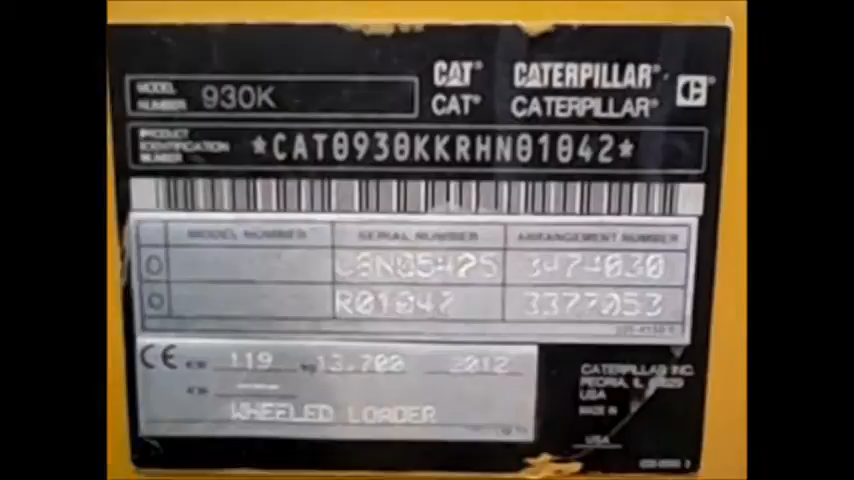 MODEL NUMBER 930K
CAT® CATERPILLAR®
CAT® CATERPILLAR®
PRODUCT IDENTIFICATION NUMBER *CAT0930KKRHN01042*
MODEL NUMBER SERIAL NUMBER ARRANGEMENT NUMBER
3474030
3377053
CE KW 119 kg 13.700 2012
KW
WHEELED LOADER
CATERPILLAR INC.
PEORIA, IL
USA
MADE IN
USA